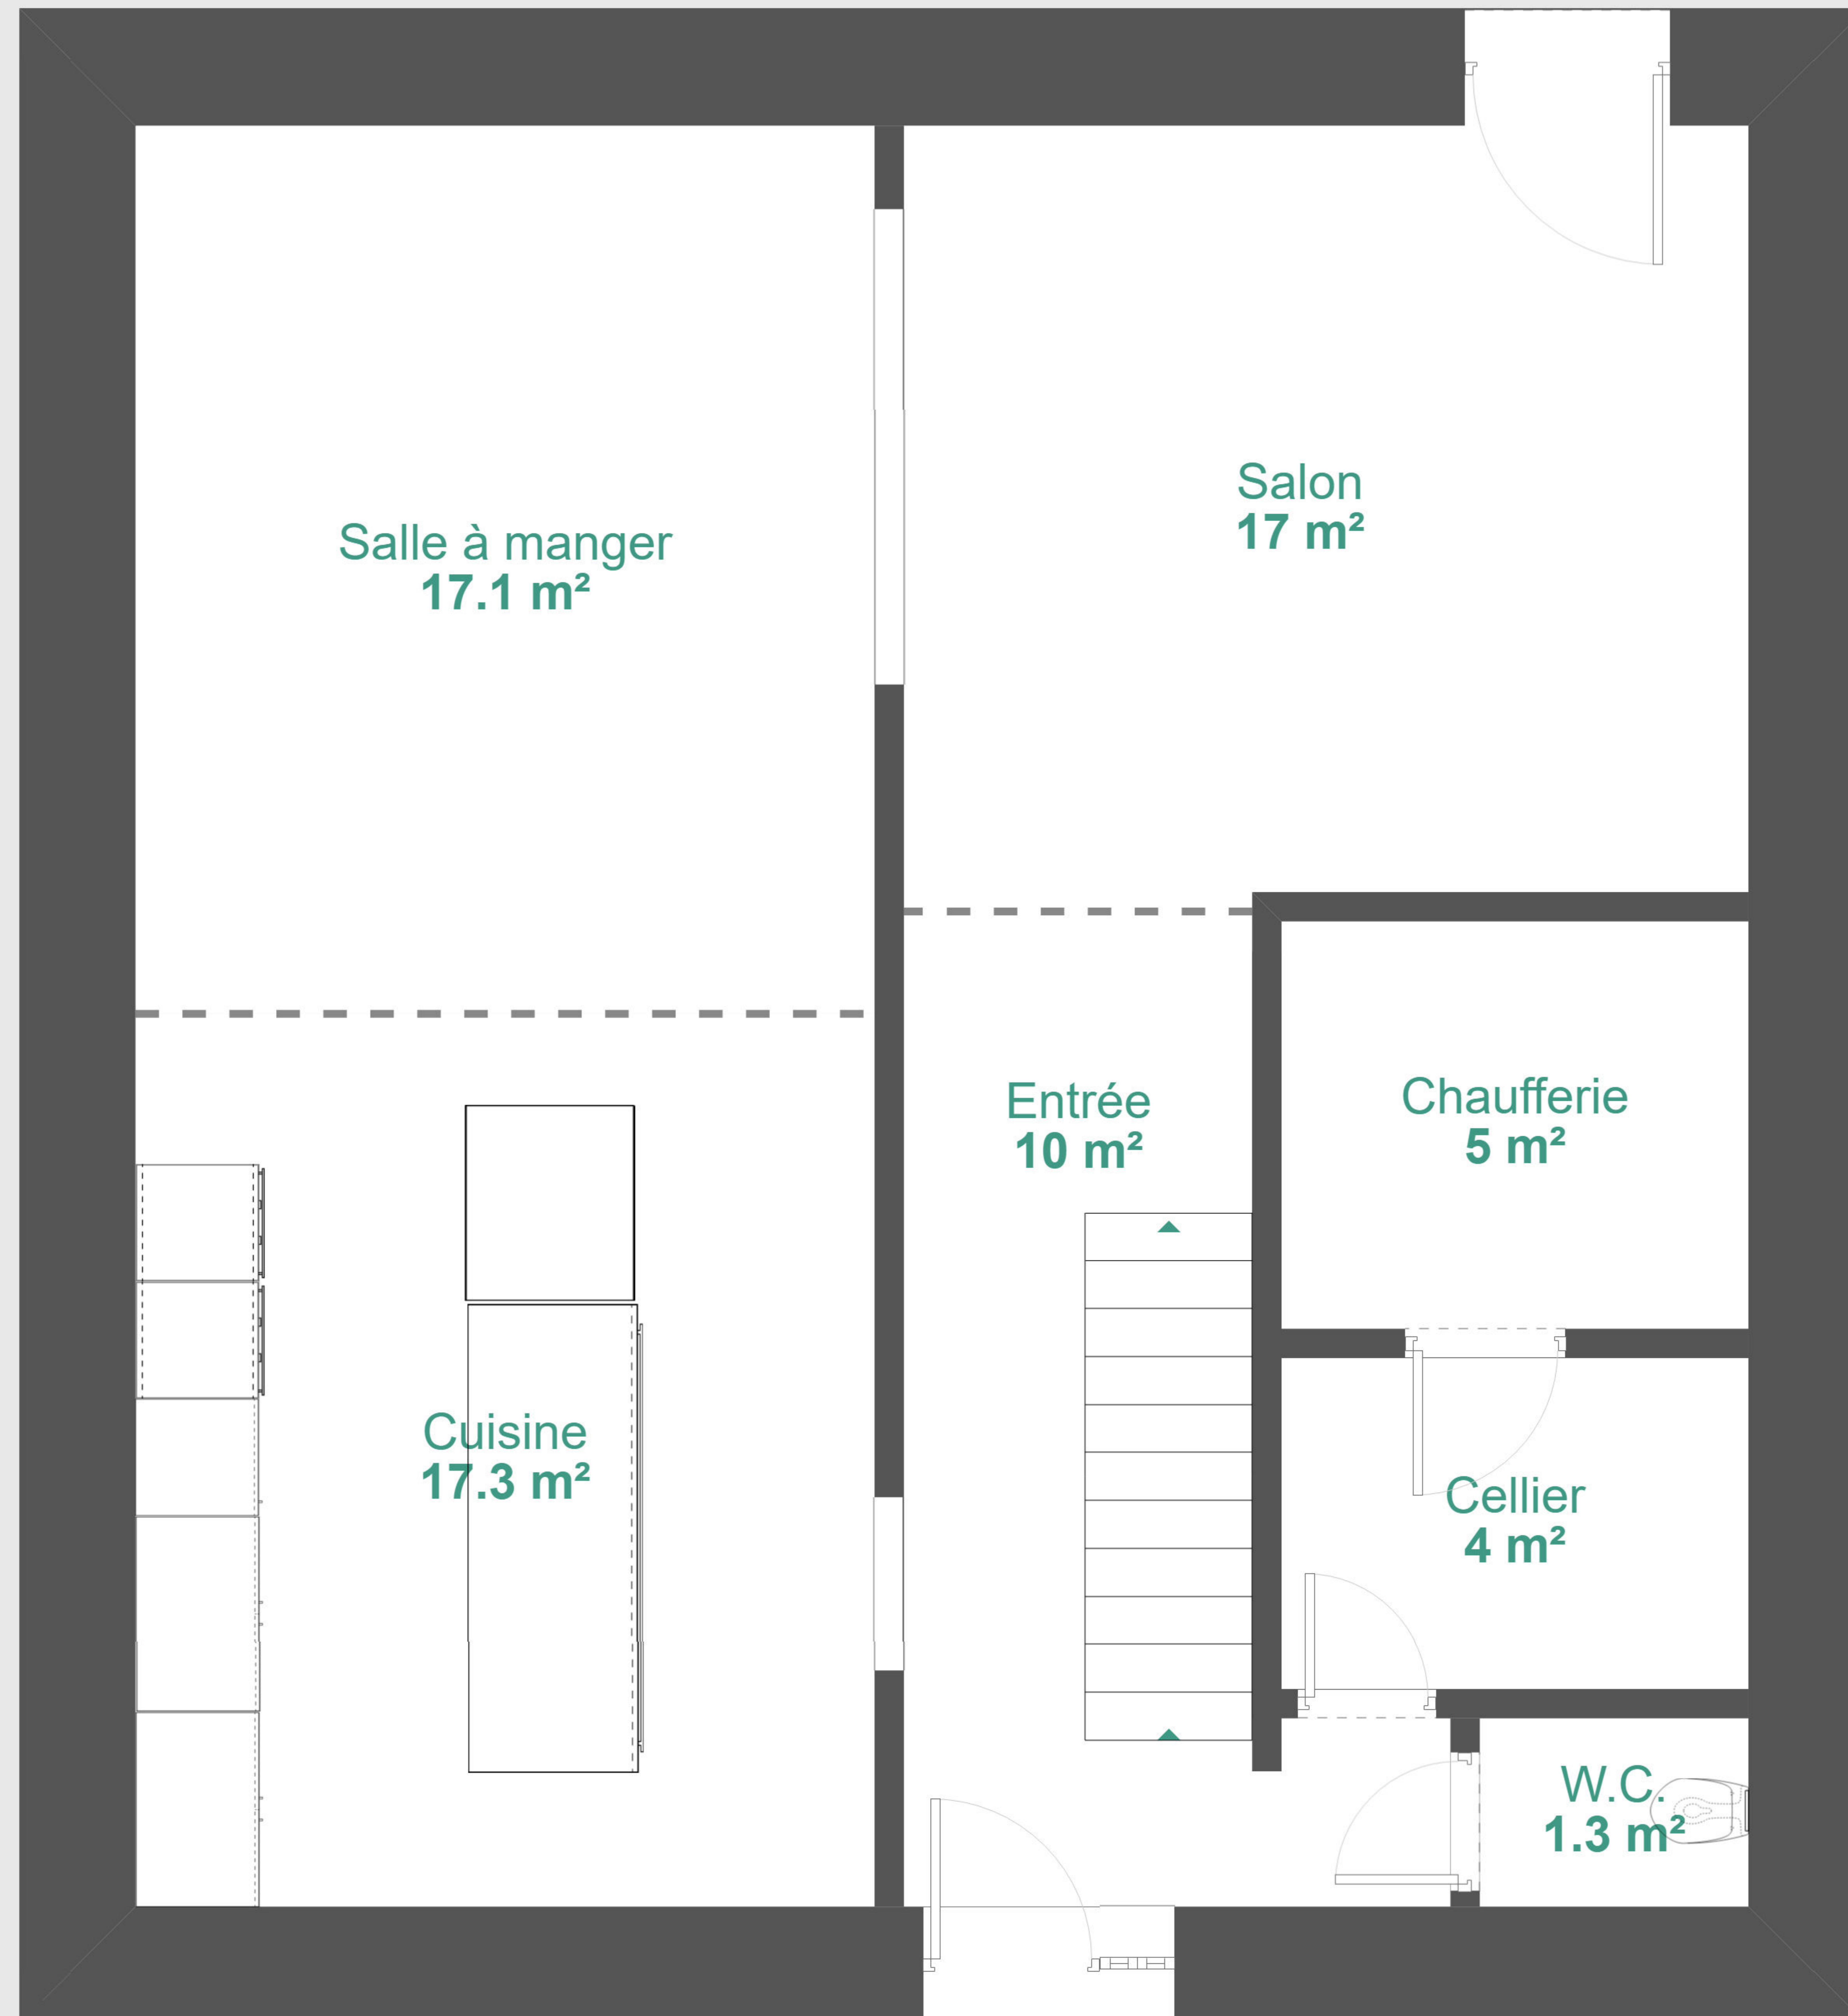 Salon
17 m²
Salle à manger
17.1 m²
Entrée
10 m²
Chaufferie
5 m²
Cuisine
17.3 m²
Cellier
4 m²
W.C.
1.3 m²